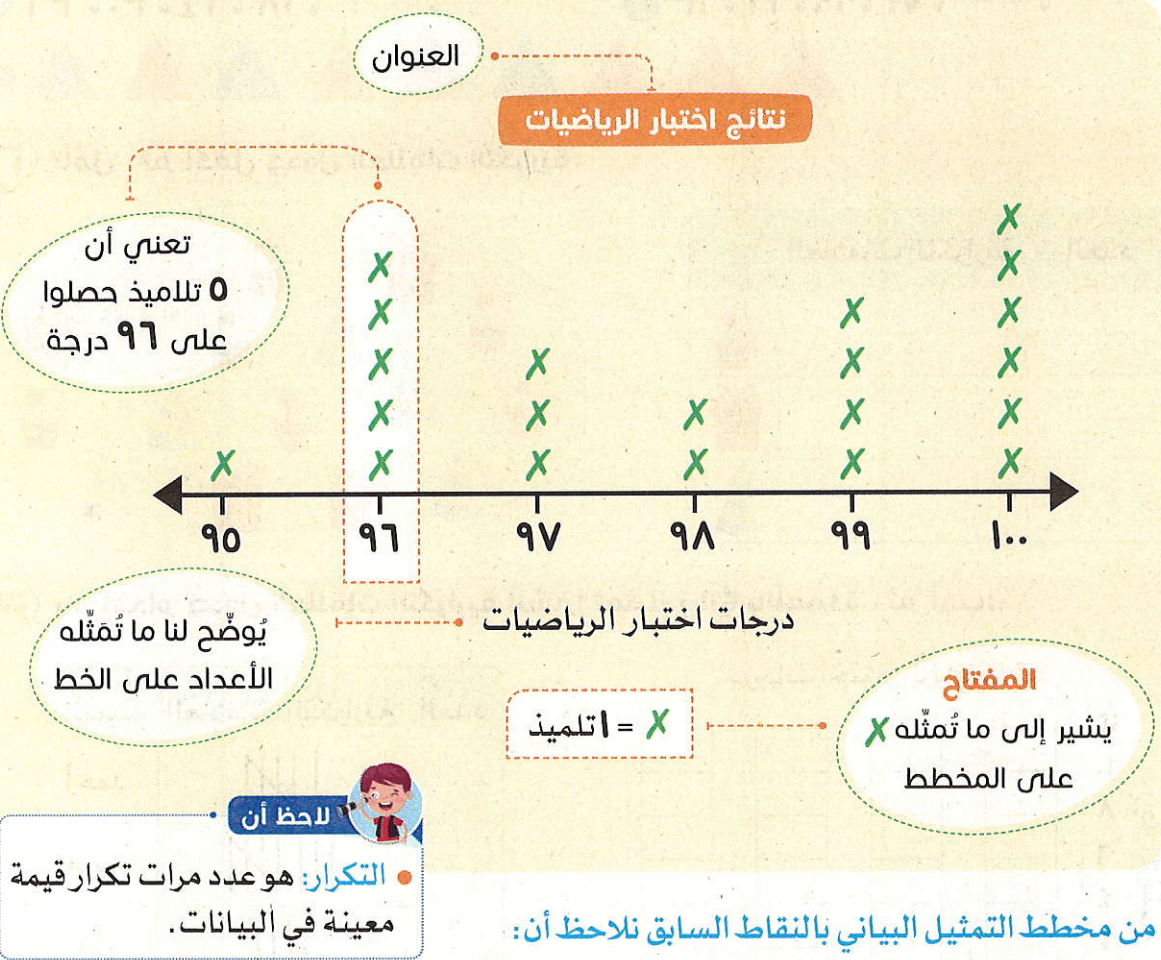 العنوان
نتائج اختبار الرياضيات
تعني أن
٥ تلاميذ حصلوا
على ٩٦ درجة
٩٥ ٩٦ ٩٧ ٩٨ ٩٩ ١٠٠
درجات اختبار الرياضيات
يُوضِّح لنا ما تُمَثِّله
الأعداد على الخط
المفتاح
يشير إلى ما تُمثِّله ✗
على المخطط
✗ = ١ تلميذ
لاحظ أن
• التكرار: هو عدد مرات تكرار قيمة
معينة في البيانات.
من مخطط التمثيل البياني بالنقاط السابق نلاحظ أن: